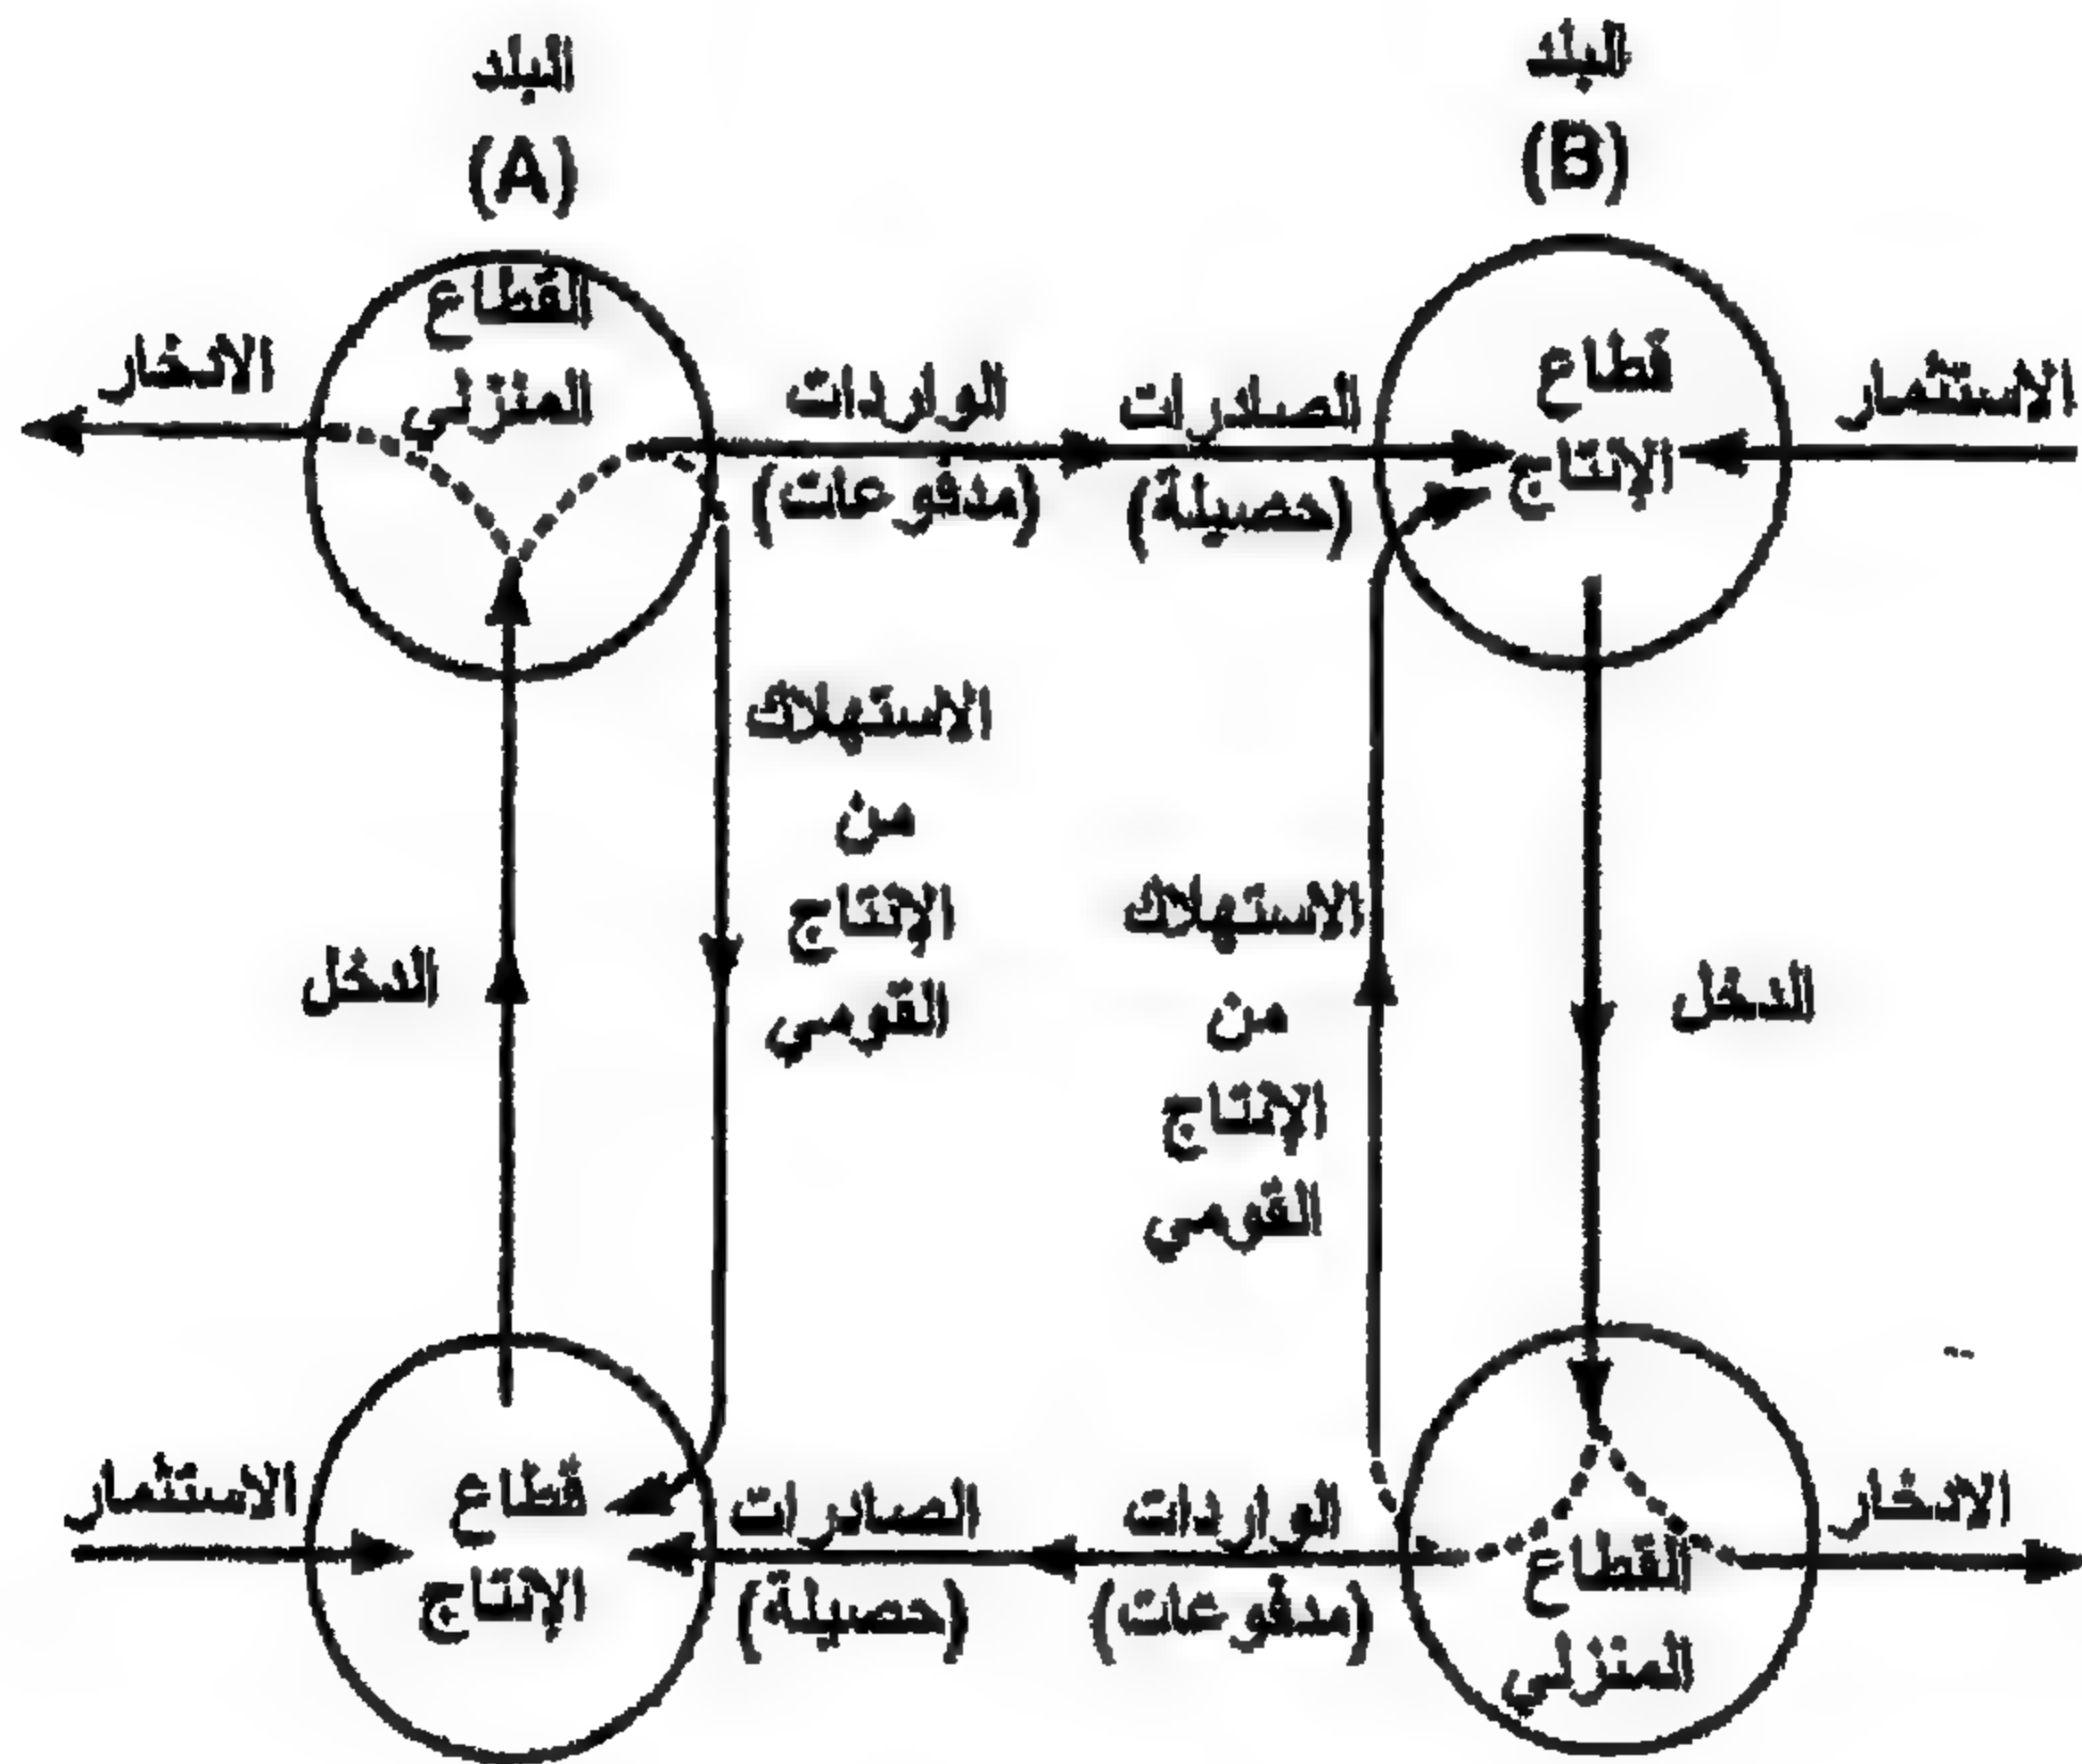 البلد
(A)
البلد
(B)
القطاع
المنزلي
الادخار
الواردات
(مدفوعات)
الصادرات
(حصيلة)
قطاع
الإنتاج
الاستثمار
الاستهلاك
من
الإنتاج
القومي
الدخل
الاستهلاك
من
الإنتاج
القومي
الدخل
الاستثمار
قطاع
الإنتاج
الصادرات
(حصيلة)
الواردات
(مدفوعات)
القطاع
المنزلي
الادخار